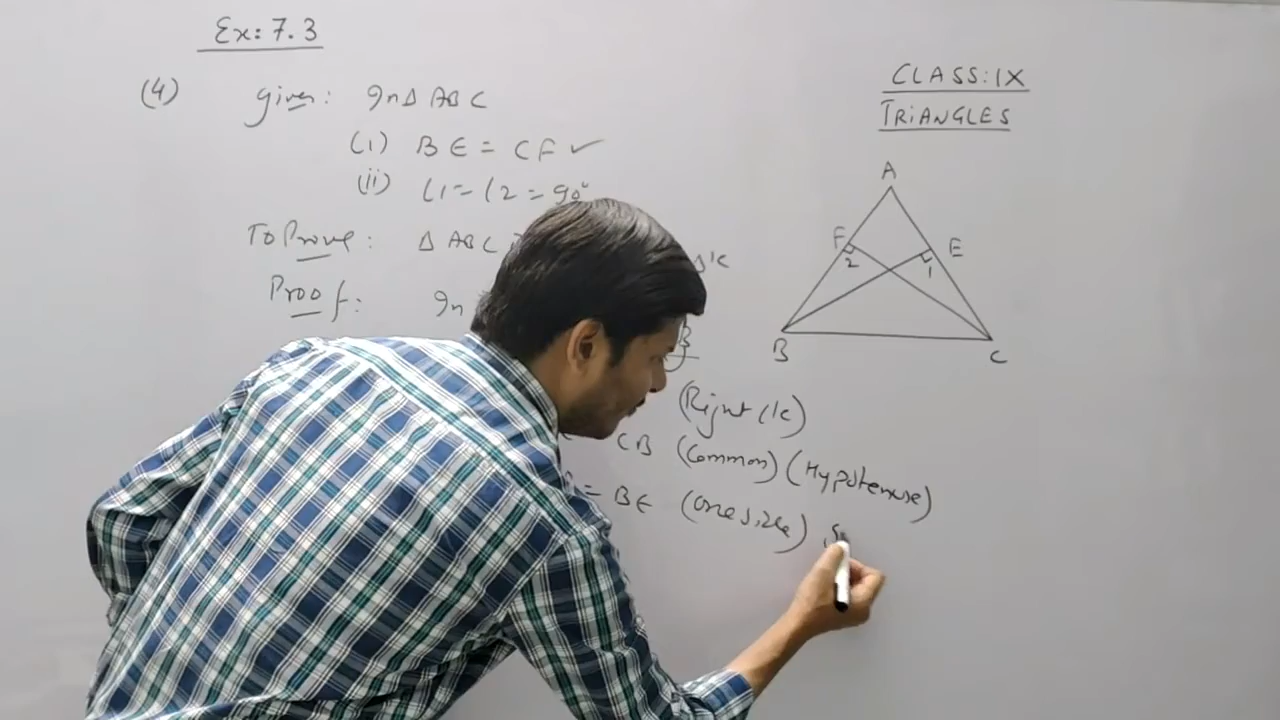 Ex: 7.3
CLASS: IX
TRIANGLES
(4) given: In Δ ABC
(i) BE = CF ✓
(ii) ∠1 = ∠2 = 90°
To Prove: Δ ABC
Proof: In
B
(Right ∠s)
CB (Common) (Hypotenuse)
= BE (one side)
A
F
E
2
1
B
C